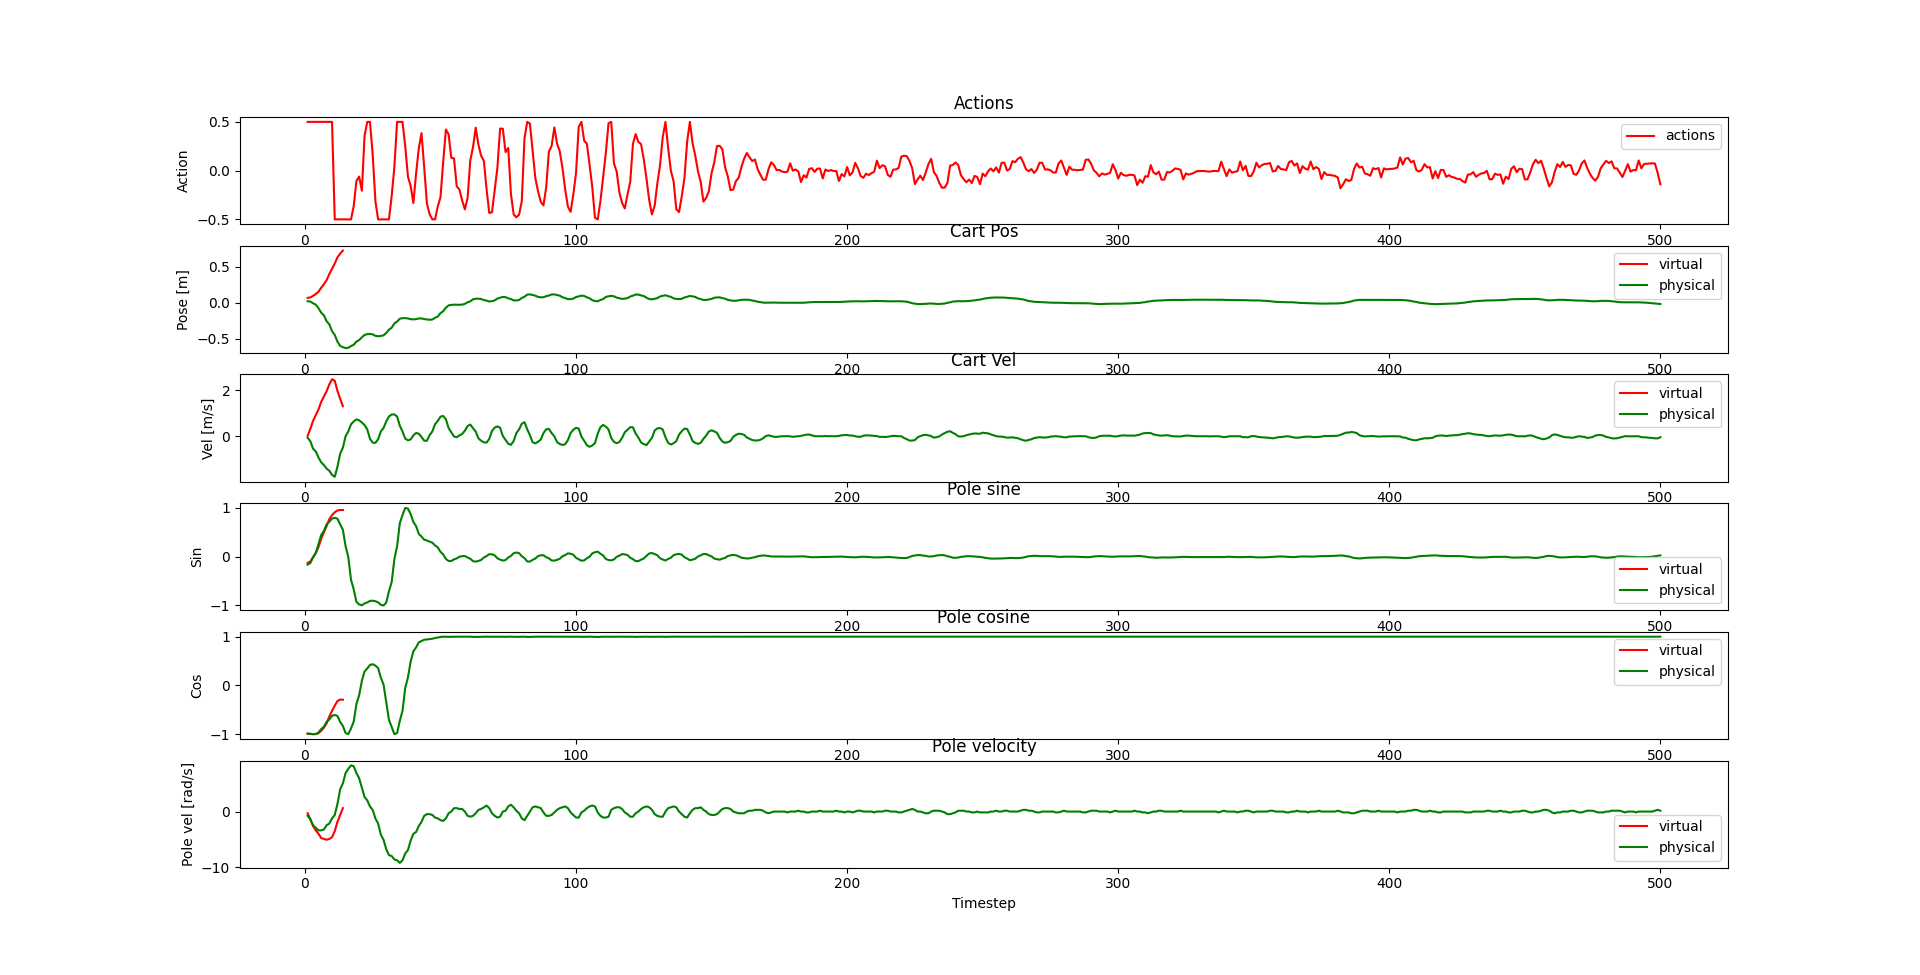 Actions
Action
0.5
0.0
−0.5
actions
0 100 200 300 400 500
Cart Pos
Pose [m]
0.5
0.0
−0.5
virtual
physical
0 100 200 300 400 500
Cart Vel
Vel [m/s]
2
0
virtual
physical
0 100 200 300 400 500
Pole sine
Sin
1
0
−1
virtual
physical
0 100 200 300 400 500
Pole cosine
Cos
1
0
−1
virtual
physical
0 100 200 300 400 500
Pole velocity
Pole vel [rad/s]
0
−10
virtual
physical
0 100 200 300 400 500
Timestep